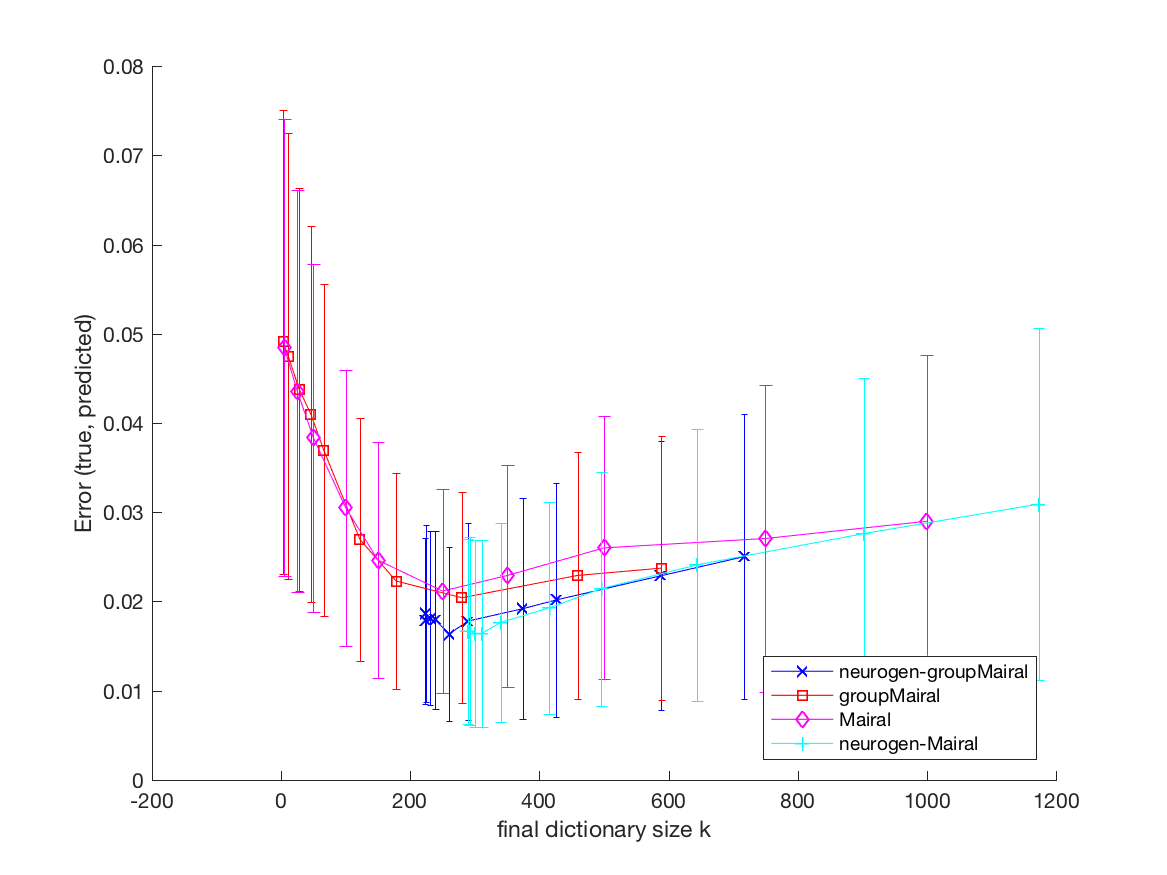 0.08
0.07
0.06
0.05
0.04
0.03
0.02
0.01
0
Error (true, predicted)
-200
0
200
400
600
800
1000
1200
final dictionary size k
neurogen-groupMairal
groupMairal
Mairal
neurogen-Mairal